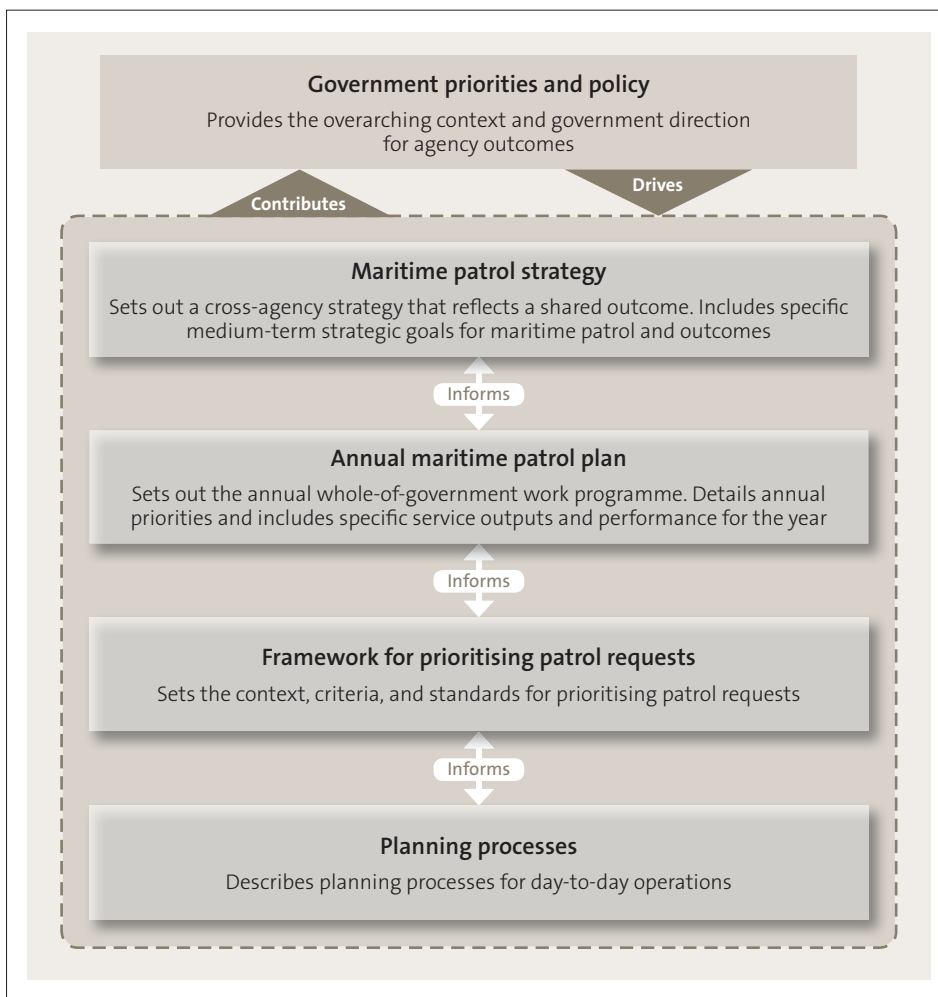 Government priorities and policy
Provides the overarching context and government direction
for agency outcomes
Contributes
Drives
Maritime patrol strategy
Sets out a cross-agency strategy that reflects a shared outcome. Includes specific
medium-term strategic goals for maritime patrol and outcomes
Informs
Annual maritime patrol plan
Sets out the annual whole-of-government work programme. Details annual
priorities and includes specific service outputs and performance for the year
Informs
Framework for prioritising patrol requests
Sets the context, criteria, and standards for prioritising patrol requests
Informs
Planning processes
Describes planning processes for day-to-day operations